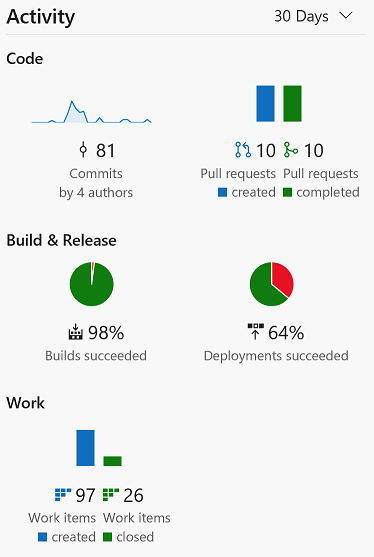 Activity 30 Days
Code
81
Commits
by 4 authors
10 10
Pull requests Pull requests
created completed
Build & Release
98% 64%
Builds succeeded Deployments succeeded
Work
97 26
Work items Work items
created closed